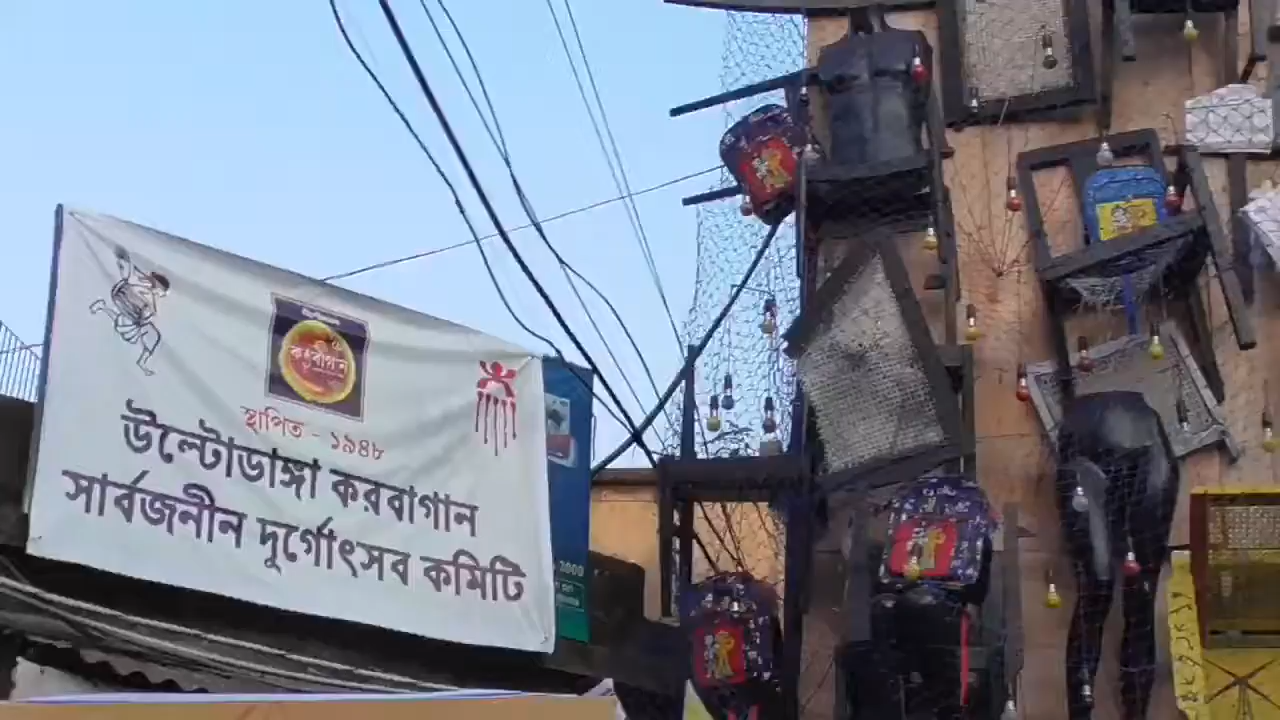 করবাগান
স্থাপিত - ১৯৪৮
উল্টোডাঙ্গা করবাগান
সার্বজনীন দুর্গোৎসব কমিটি